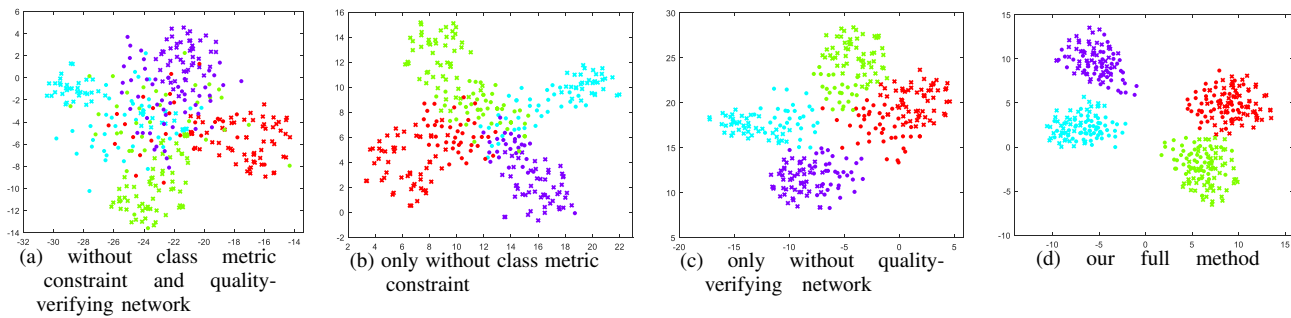 6
4
2
0
-2
-4
-6
-8
-10
-12
-14
-32 -30 -28 -26 -24 -22 -20 -18 -16 -14
(a) without class metric
constraint and quality-
verifying network
16
14
12
10
8
6
4
2
0
-2
2 4 6 8 10 12 14 16 18 20 22
(b) only without class metric
constraint
30
25
20
15
10
5
-20 -15 -10 -5 0 5
(c) only without quality-
verifying network
15
10
5
0
-5
-10
-10 -5 0 5 10 15
(d) our full method